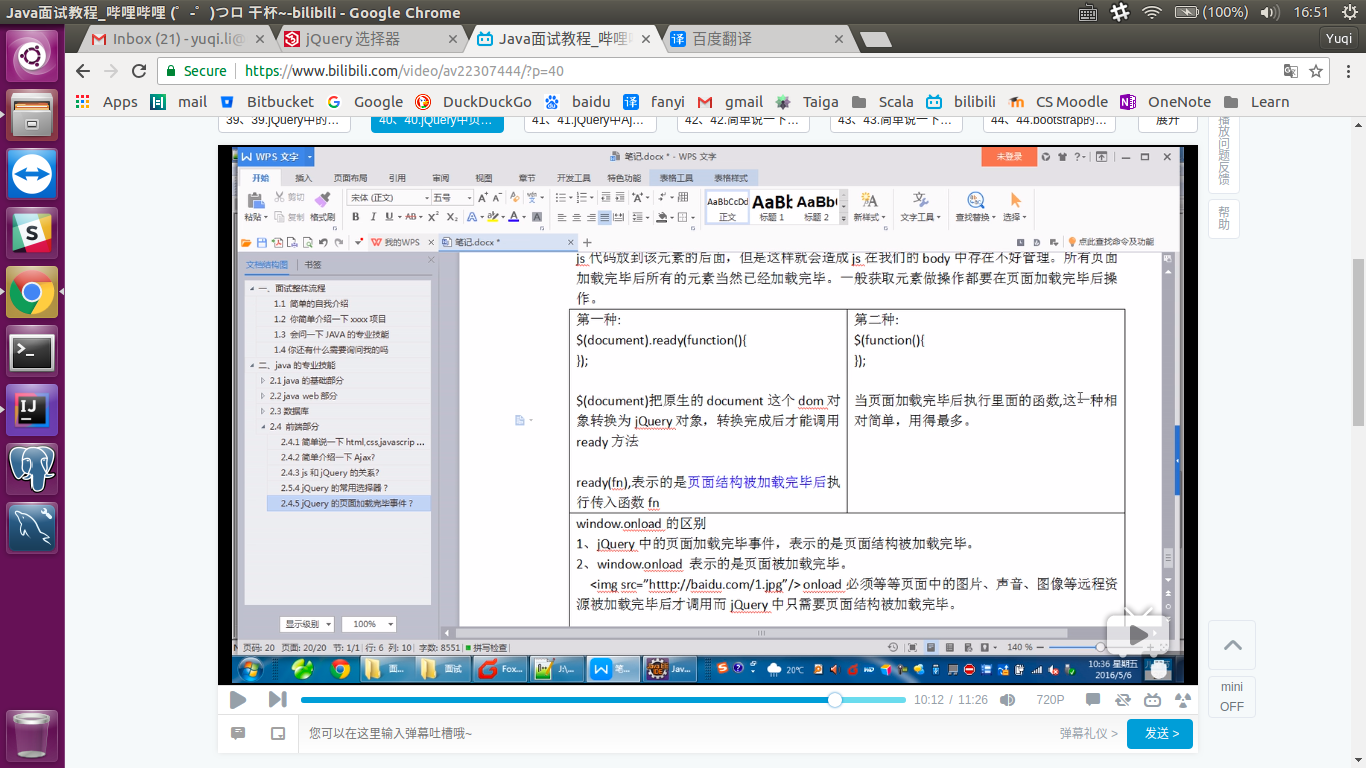 Java面试教程_哔哩哔哩 (゜-゜)つロ 干杯~-bilibili - Google Chrome
(100%)
16:51
Inbox (21) - yuqi.li@
jQuery 选择器
Java面试教程_哔哩哔
百度翻译
Yuqi
Secure
https://www.bilibili.com/video/av22307444/?p=40
Apps
mail
Bitbucket
Google
DuckDuckGo
baidu
fanyi
gmail
Taiga
Scala
bilibili
CS Moodle
OneNote
Learn
39、39.jQuery中的...
40、40.jQuery中页...
41、41.jQuery中Aj...
42、42.简单说一下...
43、43.简单说一下...
44、44.bootstrap的...
展开
播放问题反馈
帮助
WPS 文字
笔记.docx * - WPS 文字
未登录
开始
插入
页面布局
引用
审阅
视图
章节
开发工具
特色功能
表格工具
表格样式
粘贴
剪切
复制
格式刷
宋体 (正文)
五号
AaBbCcDd
正文
AaBb
标题 1
AaBb(
标题 2
新样式
文字工具
查找替换
选择
我的WPS
笔记.docx *
点此查找命令及功能
文档结构图
书签
一、面试整体流程
1.1 简单的自我介绍
1.2 你简单介绍一下 xxxx 项目
1.3 会问一下 JAVA 的专业技能
1.4 你还有什么需要询问我的吗
二、java 的专业技能
2.1 java 的基础部分
2.2 java web 部分
2.3 数据库
2.4 前端部分
2.4.1 简单说一下 html,css,javascrip ...
2.4.2 简单介绍一下 Ajax?
2.4.3 js 和 jQuery 的关系?
2.5.4 jQuery 的常用选择器？
2.4.5 jQuery 的页面加载完毕事件？
显示级别
100%
js 代码放到该元素的后面，但是这样就会造成 js 在我们的 body 中存在不好管理。所有页面
加载完毕后所有的元素当然已经加载完毕。一般获取元素做操作都要在页面加载完毕后操
作。
第一种:
$(document).ready(function(){
});
$(document)把原生的 document 这个 dom 对
象转换为 jQuery 对象，转换完成后才能调用
ready 方法
ready(fn),表示的是页面结构被加载完毕后执
行传入函数 fn
第二种:
$(function(){
});
当页面加载完毕后执行里面的函数,这一种相
对简单，用得最多。
window.onload 的区别
1、jQuery 中的页面加载完毕事件，表示的是页面结构被加载完毕。
2、window.onload 表示的是页面被加载完毕。
<img src="htttp://baidu.com/1.jpg"/> onload 必须等等页面中的图片、声音、图像等远程资
源被加载完毕后才调用而 jQuery 中只需要页面结构被加载完毕。
页码: 20
页面: 20/20
节: 1/1
行: 6
列: 10
字数: 8551
拼写检查
140 %
面...
面试
Fox...
J:\...
笔...
Jav...
20℃
10:36 星期五
2016/5/6
10:12 / 11:26
720P
您可以在这里输入弹幕吐槽哦~
弹幕礼仪 >
发送 >
mini
OFF